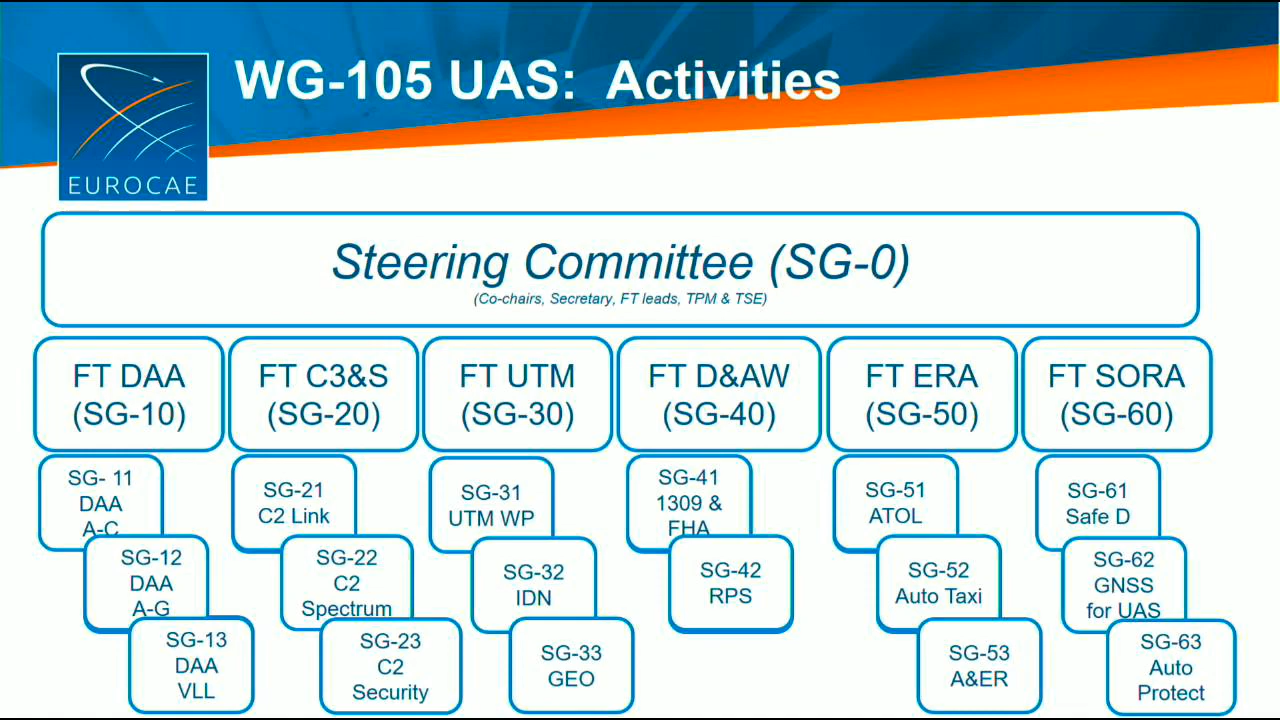 WG-105 UAS: Activities
EUROCAE
Steering Committee (SG-0)
(Co-chairs, Secretary, FT leads, TPM & TSE)
FT DAA
(SG-10)
SG- 11
DAA
A-C
SG-12
DAA
A-G
SG-13
DAA
VLL
FT C3&S
(SG-20)
SG-21
C2 Link
SG-22
C2
Spectrum
SG-23
C2
Security
FT UTM
(SG-30)
SG-31
UTM WP
SG-32
IDN
SG-33
GEO
FT D&AW
(SG-40)
SG-41
1309 &
FHA
SG-42
RPS
FT ERA
(SG-50)
SG-51
ATOL
SG-52
Auto Taxi
SG-53
A&ER
FT SORA
(SG-60)
SG-61
Safe D
SG-62
GNSS
for UAS
SG-63
Auto
Protect